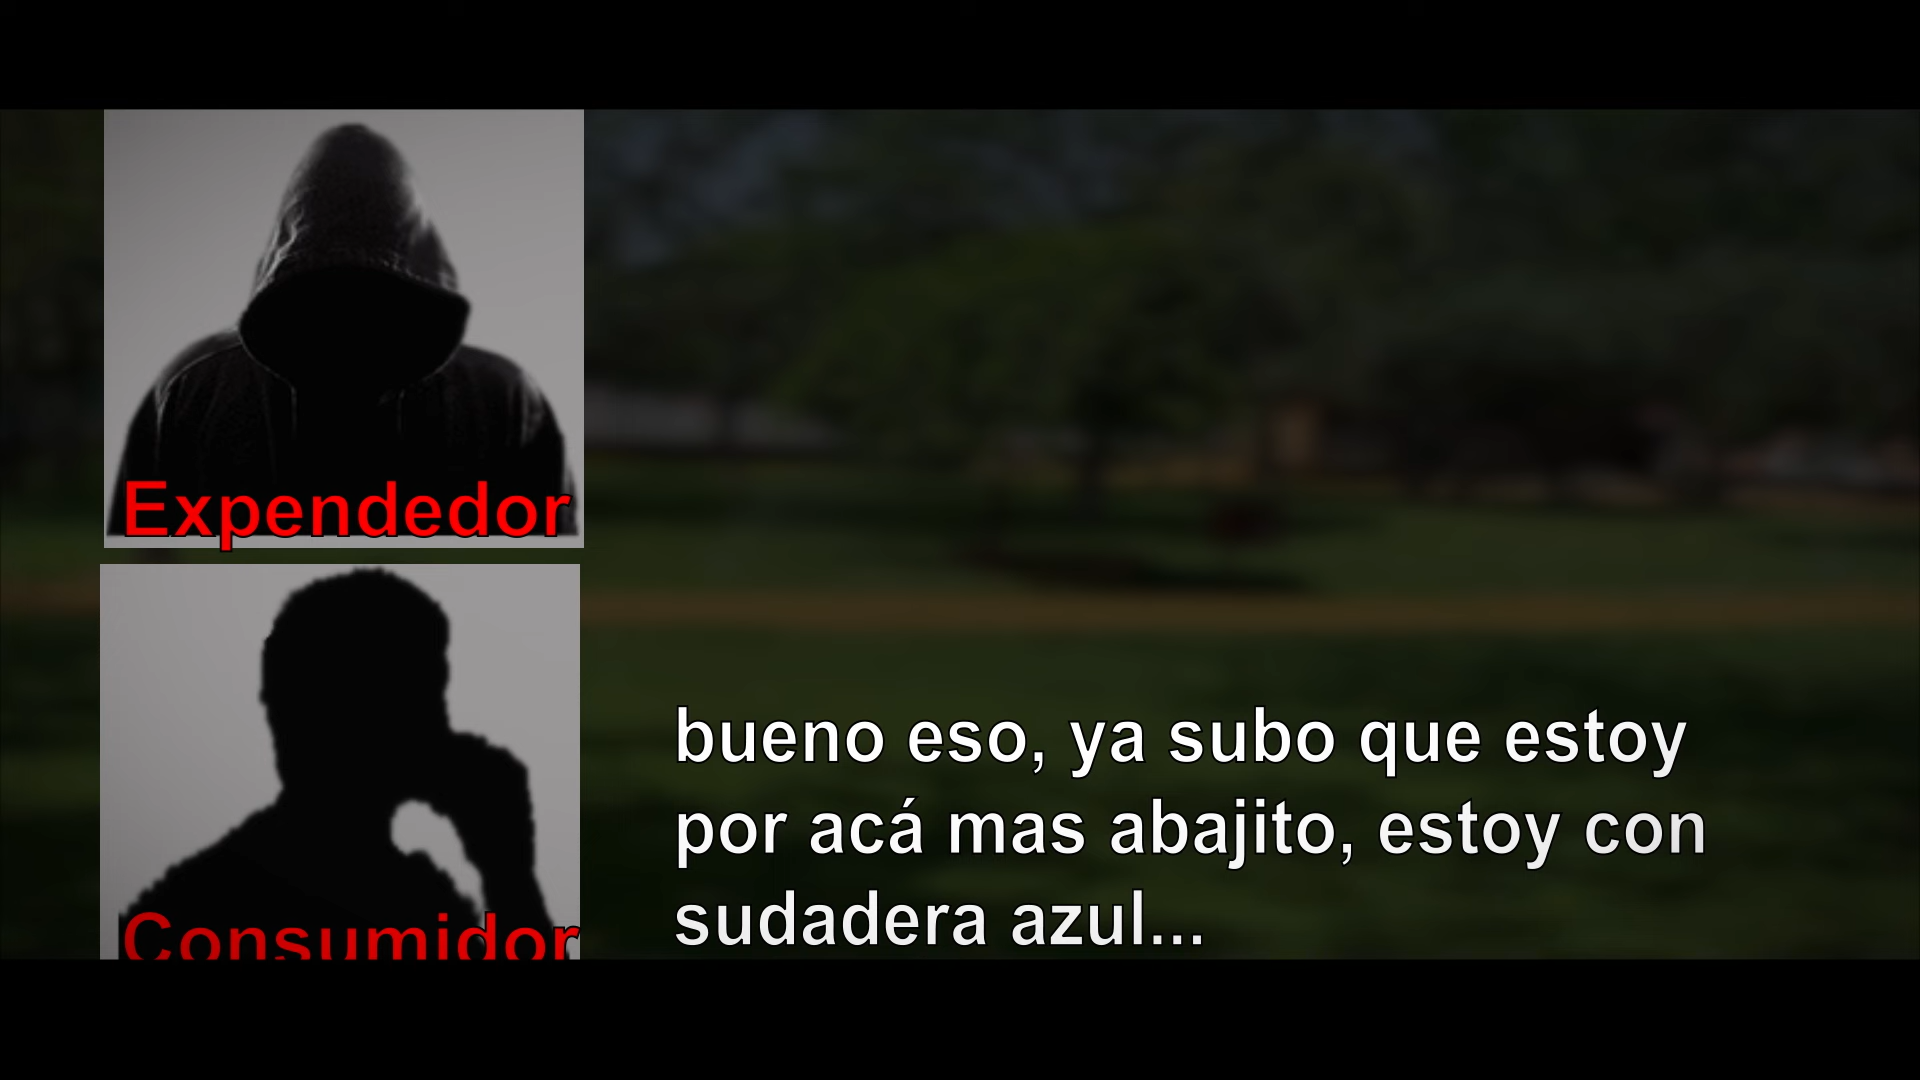 Expendedor
Consumidor
bueno eso, ya subo que estoy
por acá mas abajito, estoy con
sudadera azul...